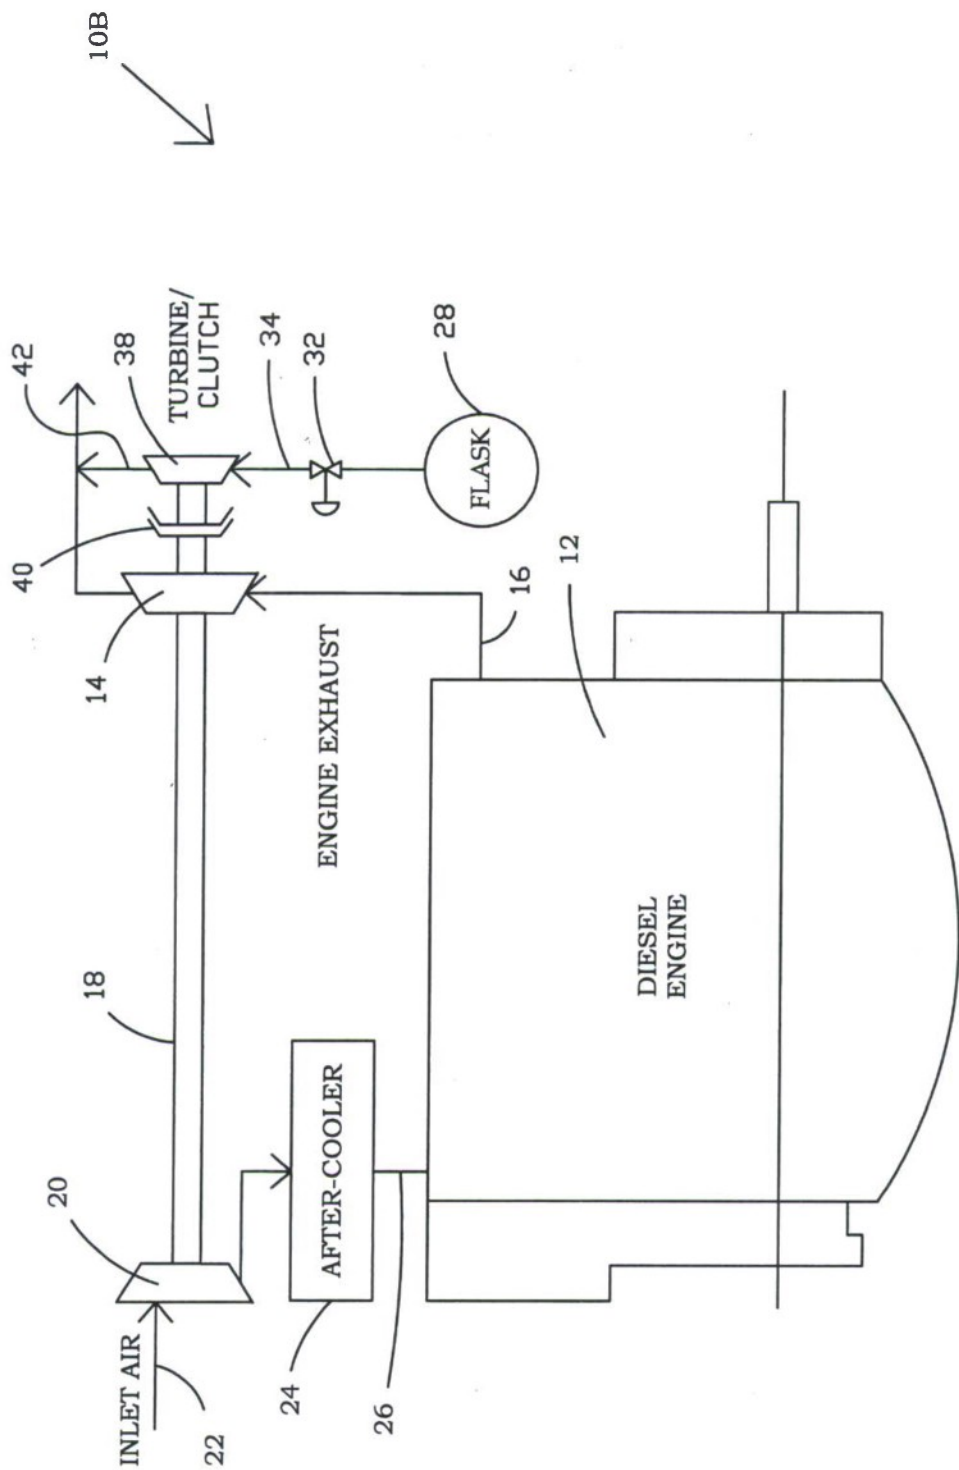 10B
42
38
TURBINE/
CLUTCH
34
32
28
FLASK
40
14
16
12
ENGINE EXHAUST
18
DIESEL
ENGINE
20
AFTER-COOLER
INLET AIR
22
24
26